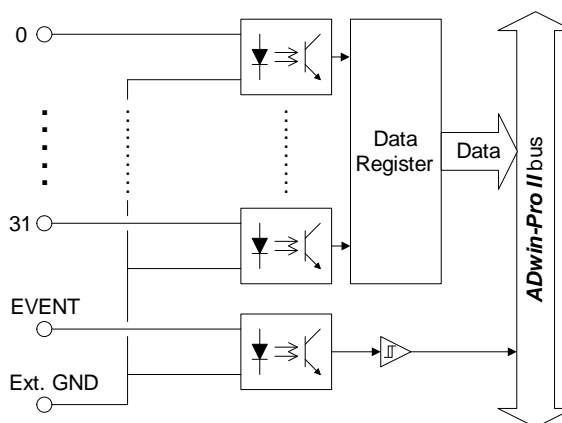 0
31
EVENT
Ext. GND
Data
Register
Data
ADwin-Pro II bus